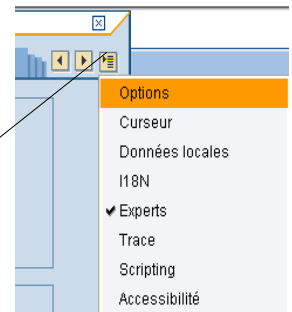 Options
Curseur
Données locales
I18N
Experts
Trace
Scripting
Accessibilité